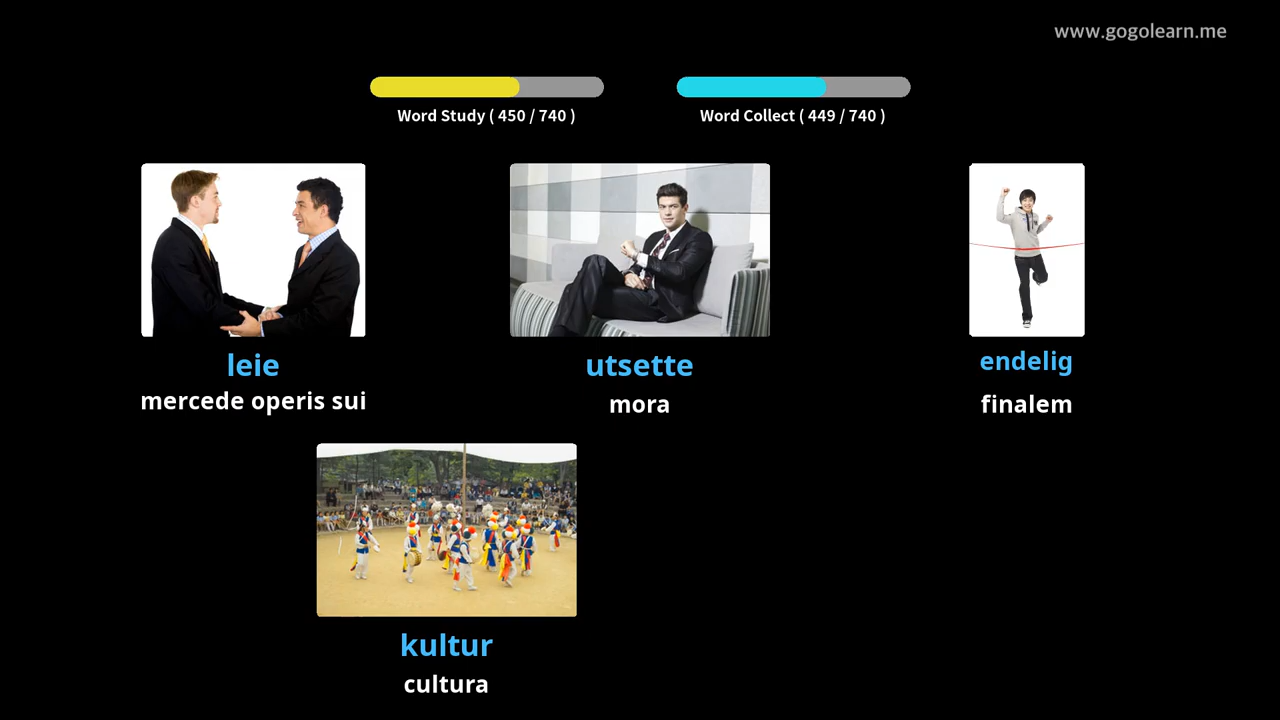 www.gogolearn.me
Word Study ( 450 / 740 )
Word Collect ( 449 / 740 )
leie
mercede operis sui
utsette
mora
endelig
finalem
kultur
cultura